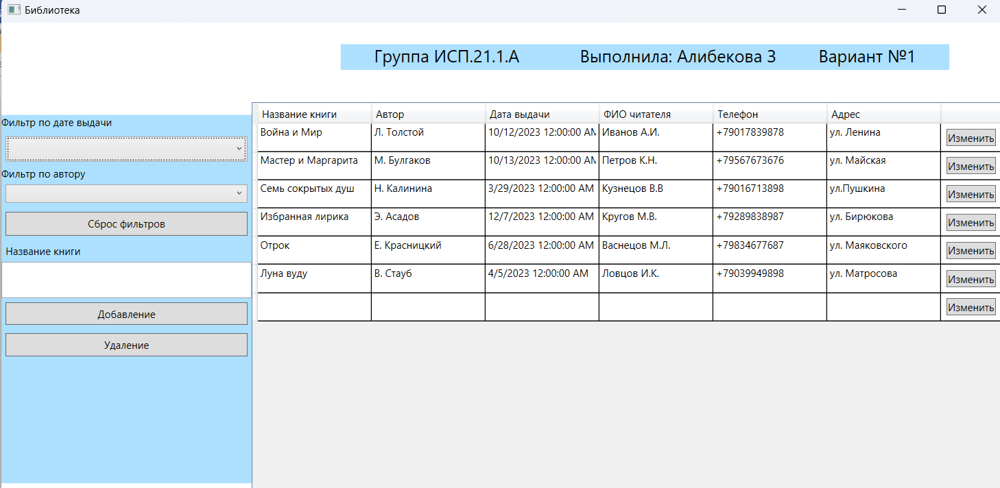 Библиотека
Группа ИСП.21.1.А Выполнила: Алибекова З Вариант №1
Фильтр по дате выдачи
Фильтр по автору
Сброс фильтров
Название книги
Добавление
Удаление
Название книги Автор Дата выдачи ФИО читателя Телефон Адрес
Война и Мир Л. Толстой 10/12/2023 12:00:00 AM Иванов А.И. +79017839878 ул. Ленина Изменить
Мастер и Маргарита М. Булгаков 10/13/2023 12:00:00 AM Петров К.Н. +79567673676 ул. Майская Изменить
Семь сокрытых душ Н. Калинина 3/29/2023 12:00:00 AM Кузнецов В.В +79016713898 ул.Пушкина Изменить
Избранная лирика Э. Асадов 12/7/2023 12:00:00 AM Кругов М.В. +79289838987 ул. Бирюкова Изменить
Отрок Е. Красницкий 6/28/2023 12:00:00 AM Васнецов М.Л. +79834677687 ул. Маяковского Изменить
Луна вуду В. Стауб 4/5/2023 12:00:00 AM Ловцов И.К. +79039949898 ул. Матросова Изменить
Изменить